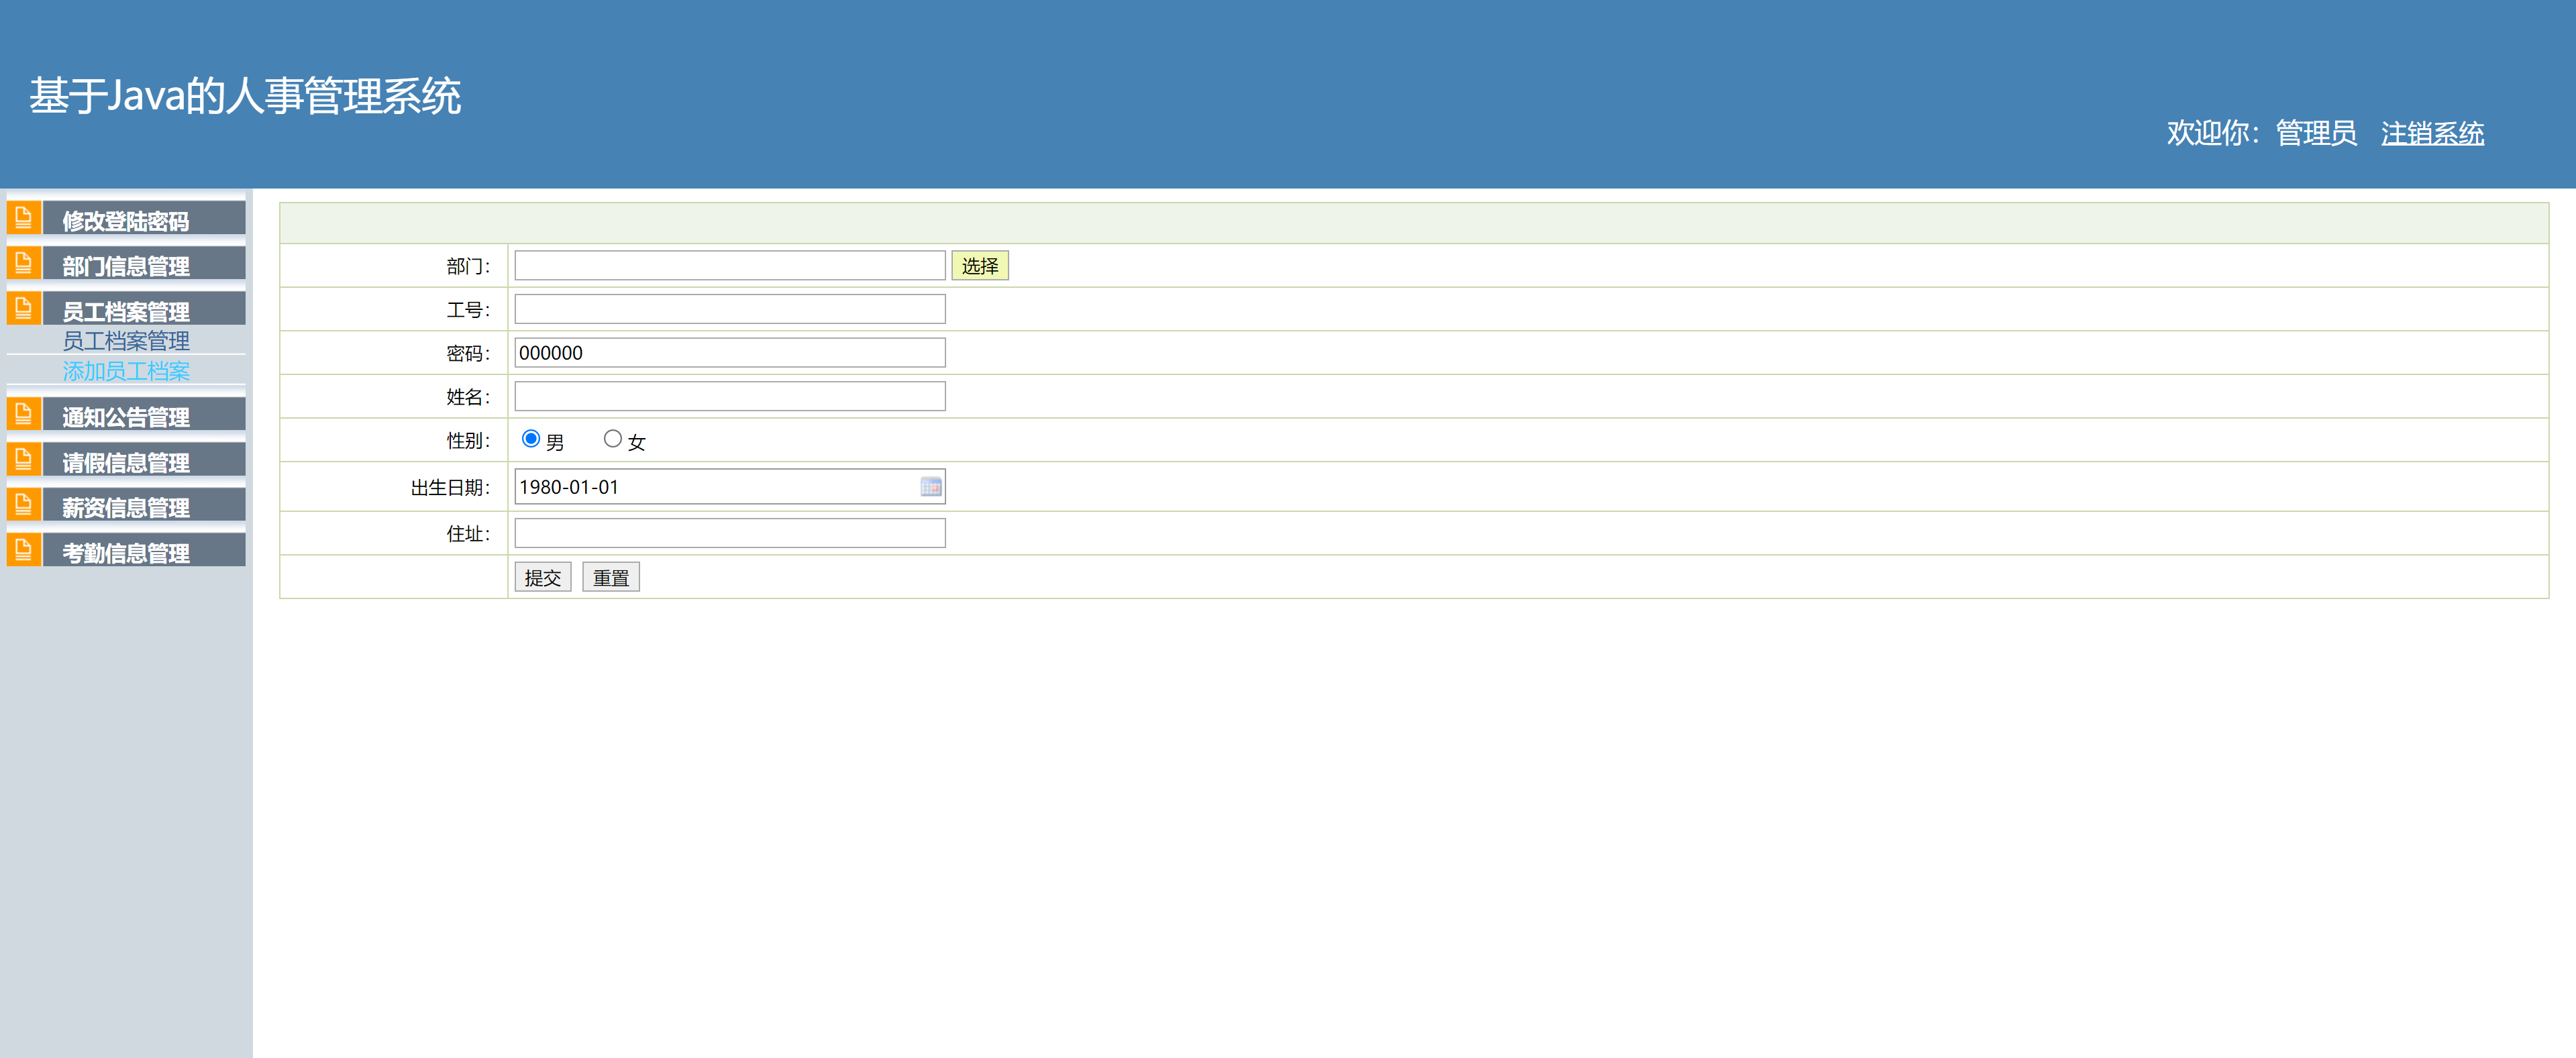 基于Java的人事管理系统
欢迎你：管理员 注销系统
修改登陆密码
部门信息管理
员工档案管理
员工档案管理
添加员工档案
通知公告管理
请假信息管理
薪资信息管理
考勤信息管理
部门： 选择
工号：
密码： 000000
姓名：
性别： 男 女
出生日期： 1980-01-01
住址：
提交 重置